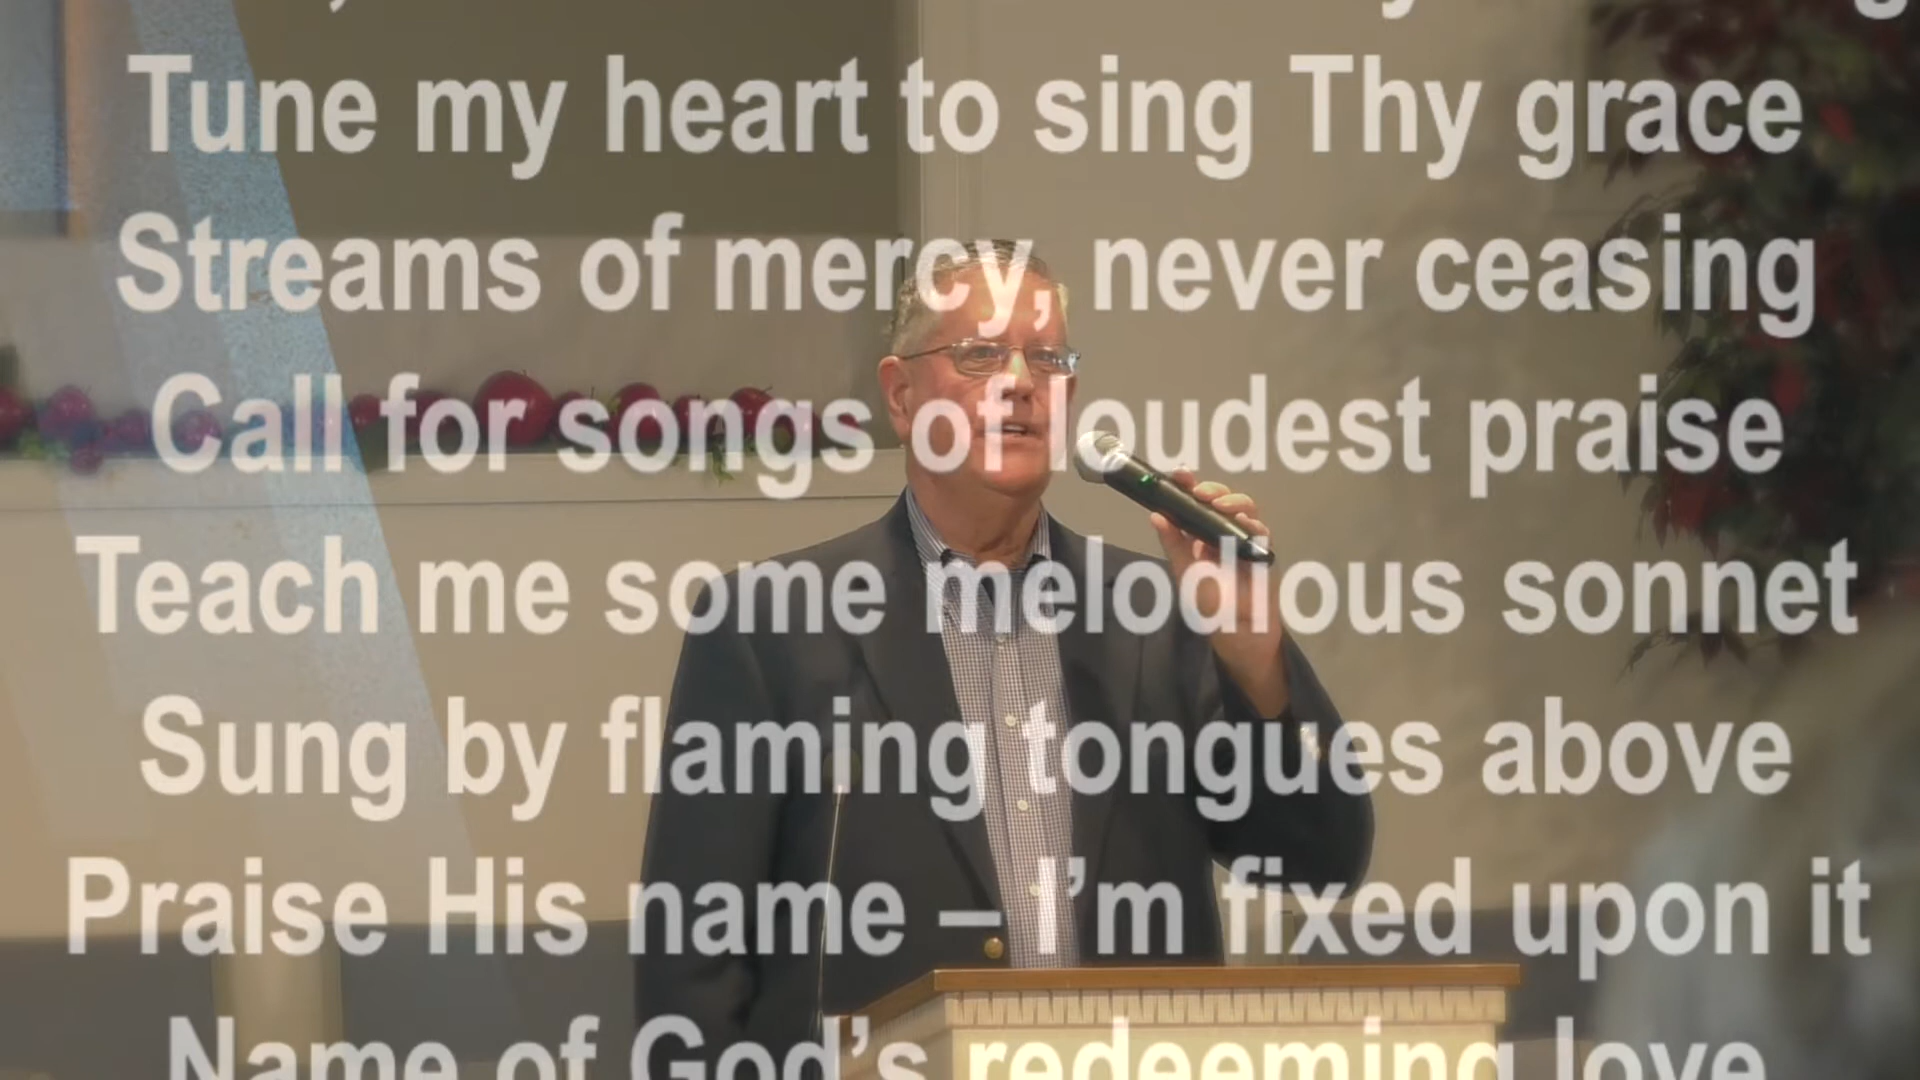 Tune my heart to sing Thy grace
Streams of mercy, never ceasing
Call for songs of loudest praise
Teach me some melodious sonnet
Sung by flaming tongues above
Praise His name – I’m fixed upon it
Name of God’s redeeming love